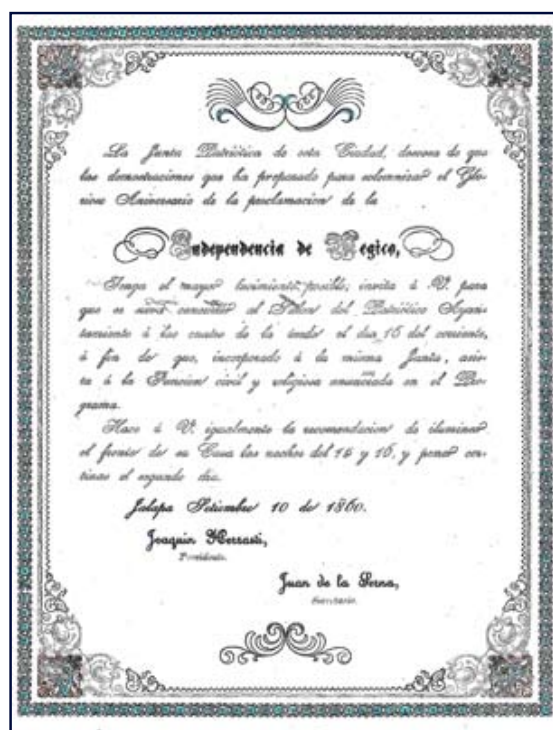 La Junta Patriótica de esta Ciudad, deseosa de que
las demostraciones que ha preparado para solemnizar el Glo-
rioso Aniversario de la proclamacion de la
Independencia de Megico,
Tenga el mayor lucimiento posible, invita á V. para
que se sirva concurrir al Salon del Patriótico Ayun-
tamiento á las cuatro de la tarde el dia 15 del corriente,
á fin de que, incorporado á la misma Junta, asis-
ta á la Funcion civil y religiosa anunciada en el Pro-
grama.
Hace á V. igualmente la recomendacion de iluminar
el frente de su Casa las noches del 15 y 16, y poner cor-
tinas el segundo dia.
Jalapa Setiembre 10 de 1860.
Joaquin Herrasti,
Presidente.
Juan de la Serna,
Secretario.